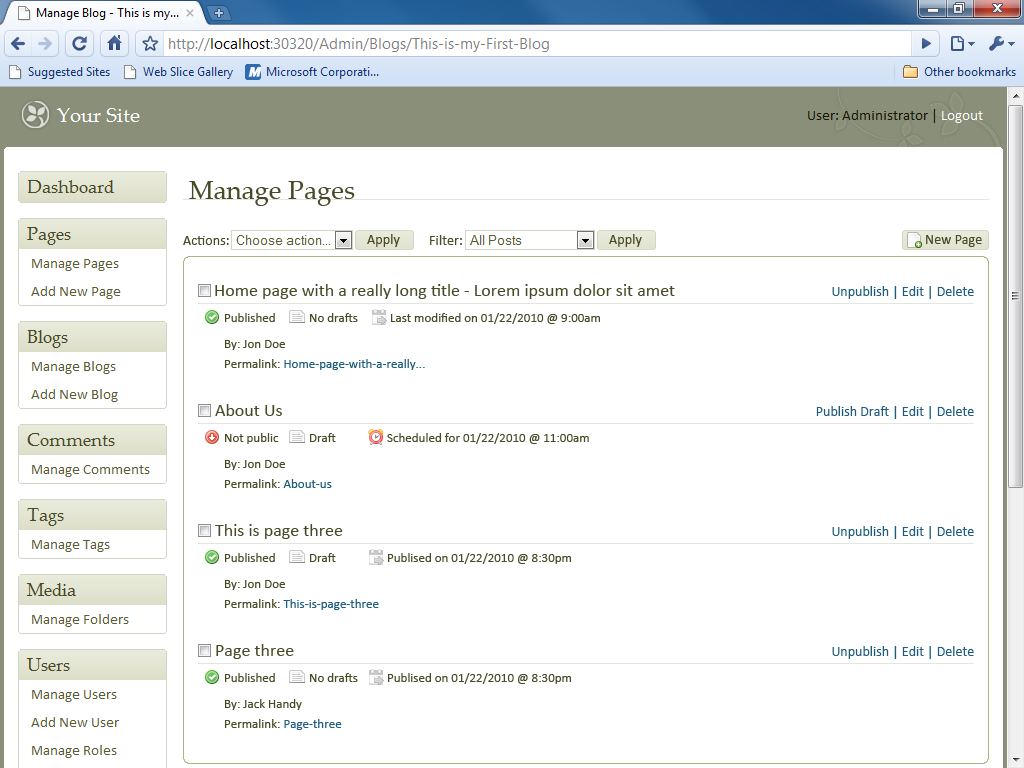 Manage Blog - This is my...
http://localhost:30320/Admin/Blogs/This-is-my-First-Blog
Suggested Sites Web Slice Gallery Microsoft Corporati... Other bookmarks
Your Site
User: Administrator | Logout
Dashboard
Pages
Manage Pages
Add New Page
Blogs
Manage Blogs
Add New Blog
Comments
Manage Comments
Tags
Manage Tags
Media
Manage Folders
Users
Manage Users
Add New User
Manage Roles
Manage Pages
Actions: Choose action... Apply Filter: All Posts Apply New Page
Home page with a really long title - Lorem ipsum dolor sit amet Unpublish | Edit | Delete
Published No drafts Last modified on 01/22/2010 @ 9:00am
By: Jon Doe
Permalink: Home-page-with-a-really...
About Us Publish Draft | Edit | Delete
Not public Draft Scheduled for 01/22/2010 @ 11:00am
By: Jon Doe
Permalink: About-us
This is page three Unpublish | Edit | Delete
Published Draft Publised on 01/22/2010 @ 8:30pm
By: Jon Doe
Permalink: This-is-page-three
Page three Unpublish | Edit | Delete
Published No drafts Publised on 01/22/2010 @ 8:30pm
By: Jack Handy
Permalink: Page-three